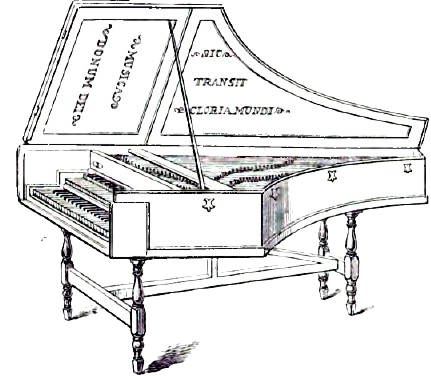 MUSICA
DONUM DEI
SIC
TRANSIT
GLORIA MUNDI